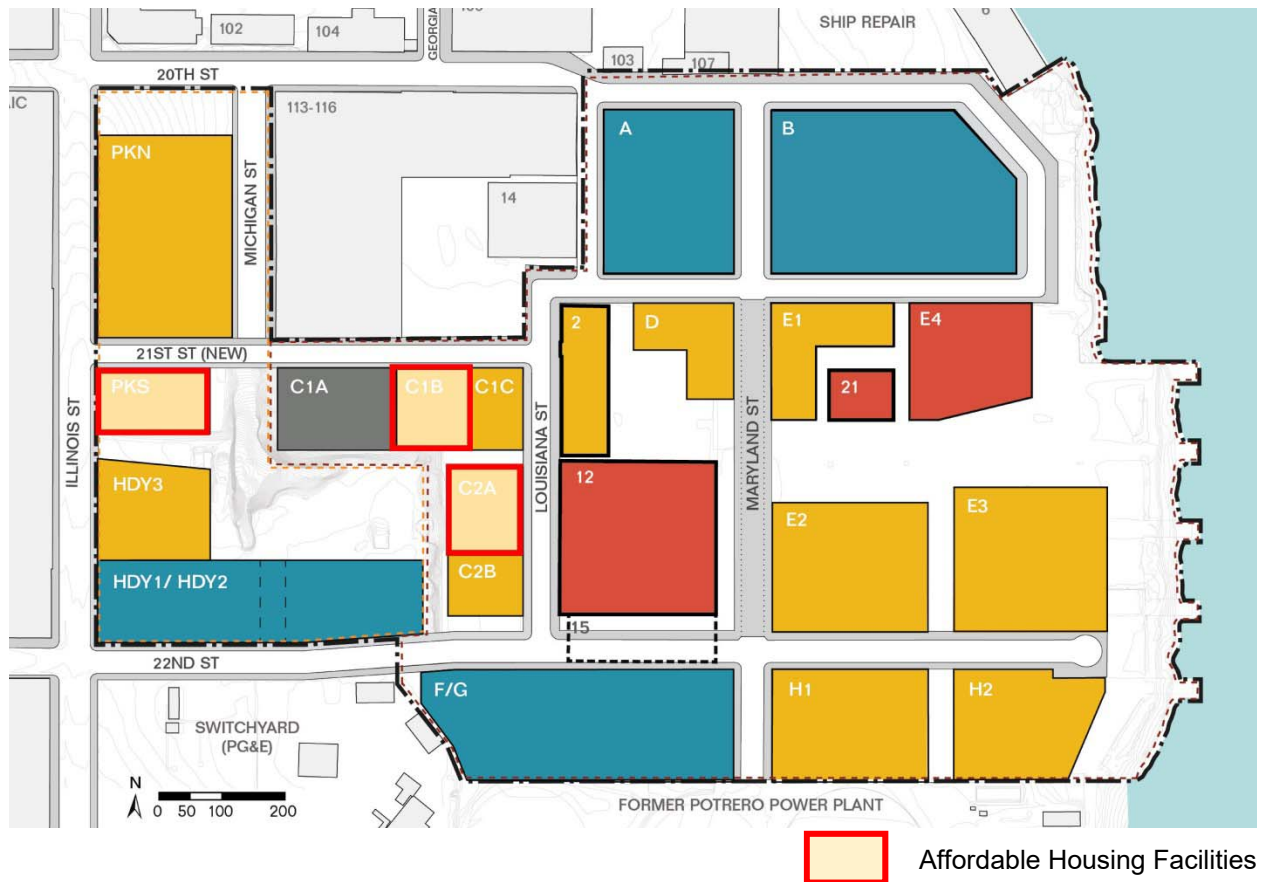 SHIP REPAIR
6
102
104
GEORGIA
103
107
20TH ST
113-116
A
B
PKN
MICHIGAN ST
14
2
D
E1
E4
21ST ST (NEW)
PKS
C1A
C1B
C1C
21
ILLINOIS ST
LOUISIANA ST
MARYLAND ST
HDY3
C2A
12
E2
E3
HDY1/ HDY2
C2B
15
22ND ST
F/G
H1
H2
SWITCHYARD
(PG&E)
N
0 50 100 200
FORMER POTRERO POWER PLANT
Affordable Housing Facilities